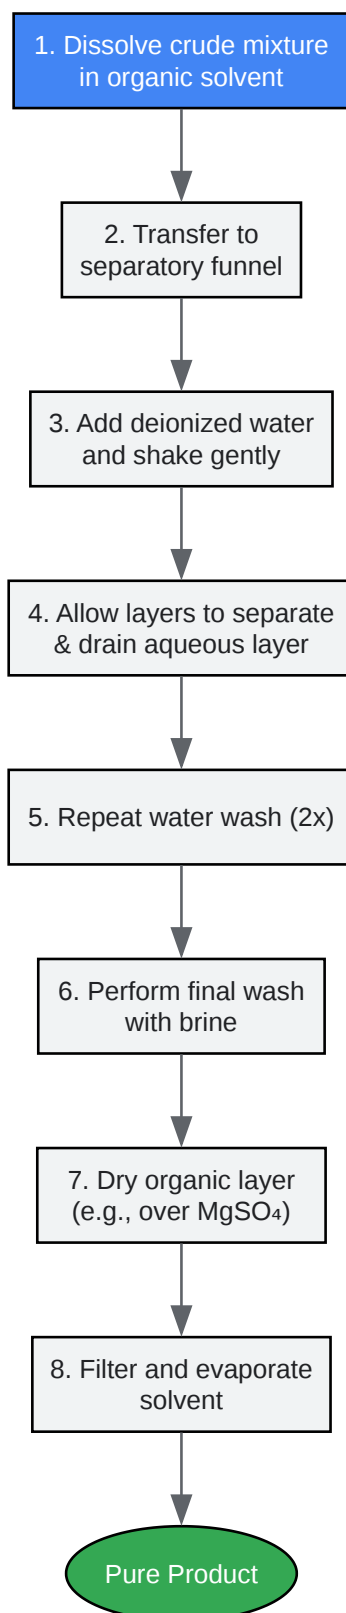 1. Dissolve crude mixture
in organic solvent
2. Transfer to
separatory funnel
3. Add deionized water
and shake gently
4. Allow layers to separate
& drain aqueous layer
5. Repeat water wash (2x)
6. Perform final wash
with brine
7. Dry organic layer
(e.g., over MgSO₄)
8. Filter and evaporate
solvent
Pure Product